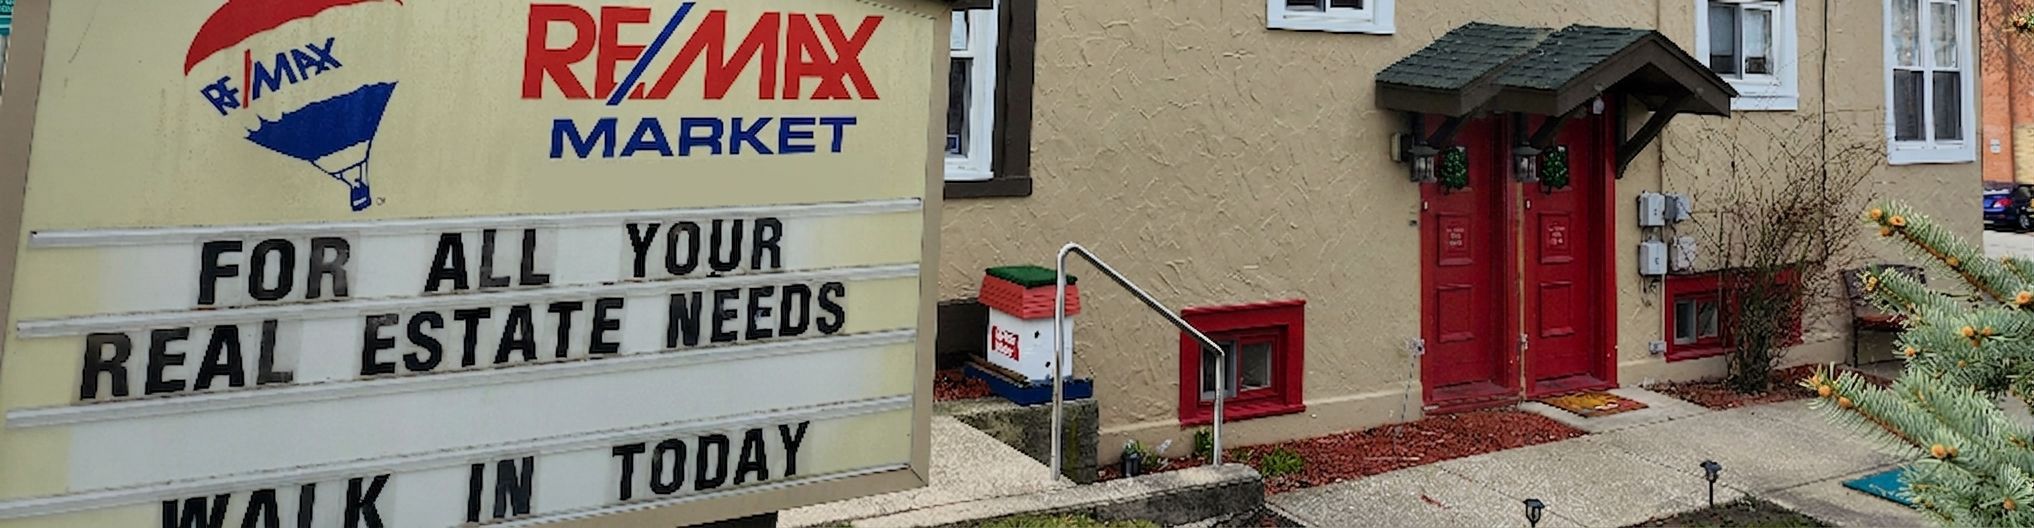 RE/MAX
RE/MAX
MARKET
FOR ALL YOUR
REAL ESTATE NEEDS
WALK IN TODAY